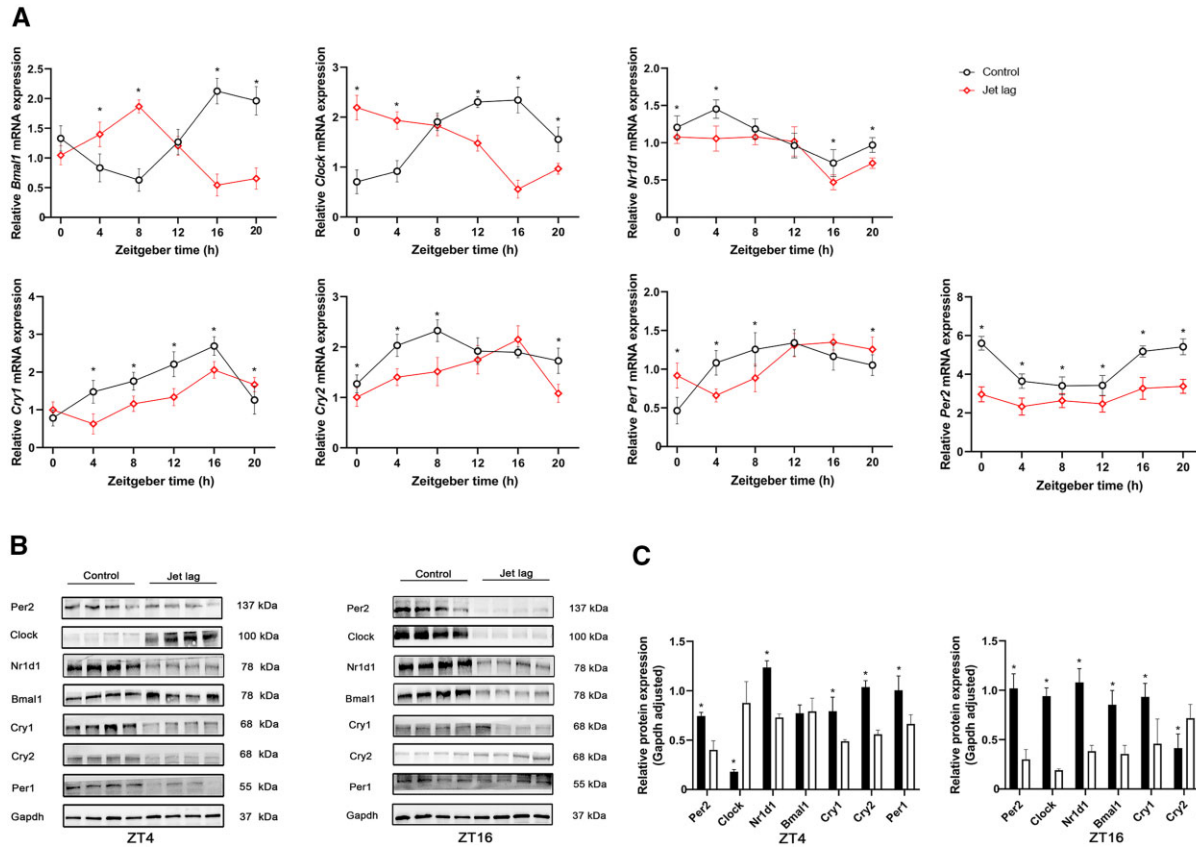 A
Relative Bmal1 mRNA expression
2.5
2.0
1.5
1.0
0.5
0.0
* * * *
0 4 8 12 16 20
Zeitgeber time (h)
Relative Clock mRNA expression
3
2
1
0
* * * * *
0 4 8 12 16 20
Zeitgeber time (h)
Relative Nr1d1 mRNA expression
2.0
1.5
1.0
0.5
0.0
* * * *
0 4 8 12 16 20
Zeitgeber time (h)
Control
Jet lag
Relative Cry1 mRNA expression
4
3
2
1
0
* * * * *
0 4 8 12 16 20
Zeitgeber time (h)
Relative Cry2 mRNA expression
3
2
1
0
* * * *
0 4 8 12 16 20
Zeitgeber time (h)
Relative Per1 mRNA expression
2.0
1.5
1.0
0.5
0.0
* * * *
0 4 8 12 16 20
Zeitgeber time (h)
Relative Per2 mRNA expression
8
6
4
2
0
* * * * * *
0 4 8 12 16 20
Zeitgeber time (h)
B
Control Jet lag
Per2 137 kDa
Clock 100 kDa
Nr1d1 78 kDa
Bmal1 78 kDa
Cry1 68 kDa
Cry2 68 kDa
Per1 55 kDa
Gapdh 37 kDa
ZT4
Control Jet lag
Per2 137 kDa
Clock 100 kDa
Nr1d1 78 kDa
Bmal1 78 kDa
Cry1 68 kDa
Cry2 68 kDa
Per1 55 kDa
Gapdh 37 kDa
ZT16
C
Relative protein expression
(Gapdh adjusted)
1.5
1.0
0.5
0.0
* * * * * *
Per2 Clock Nr1d1 Bmal1 Cry1 Cry2 Per1
ZT4
Relative protein expression
(Gapdh adjusted)
1.5
1.0
0.5
0.0
* * * * * *
Per2 Clock Nr1d1 Bmal1 Cry1 Cry2
ZT16